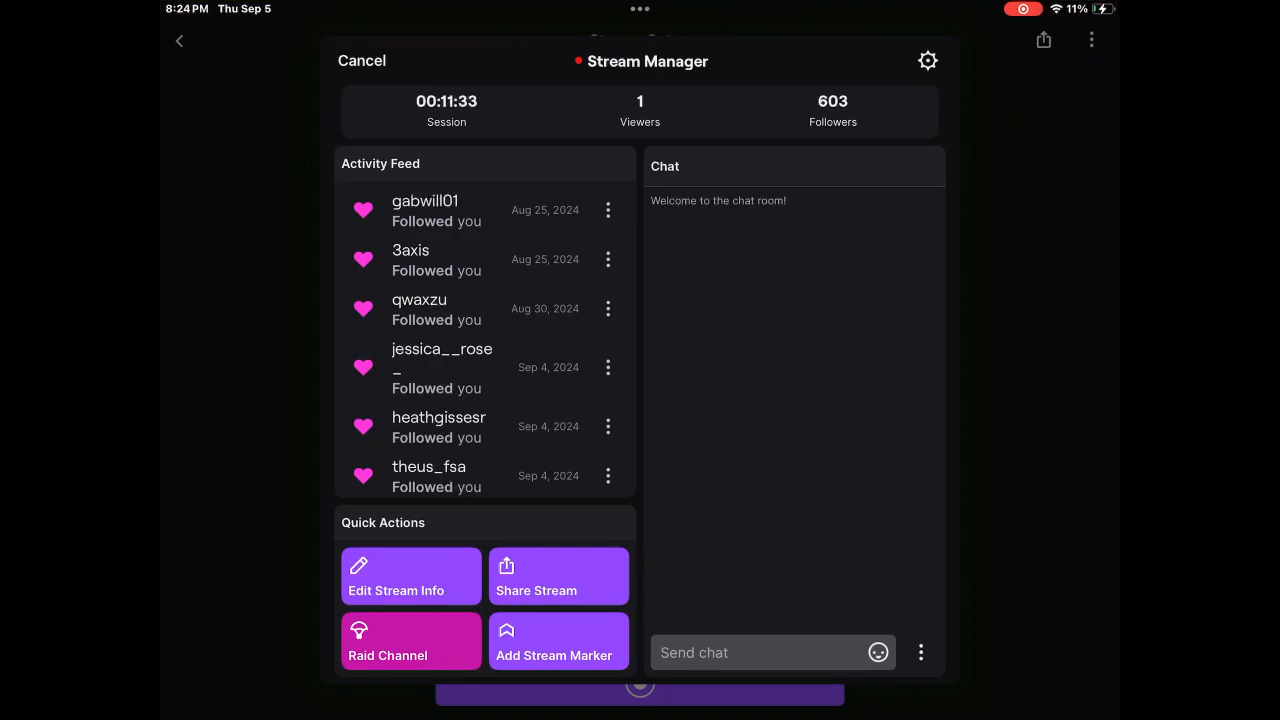 8:24 PM Thu Sep 5
11%
Cancel
Stream Manager
00:11:33
Session
1
Viewers
603
Followers
Activity Feed
gabwill01
Followed you
Aug 25, 2024
3axis
Followed you
Aug 25, 2024
qwaxzu
Followed you
Aug 30, 2024
jessica__rose
_
Followed you
Sep 4, 2024
heathgissesr
Followed you
Sep 4, 2024
theus_fsa
Followed you
Sep 4, 2024
Quick Actions
Edit Stream Info
Share Stream
Raid Channel
Add Stream Marker
Chat
Welcome to the chat room!
Send chat